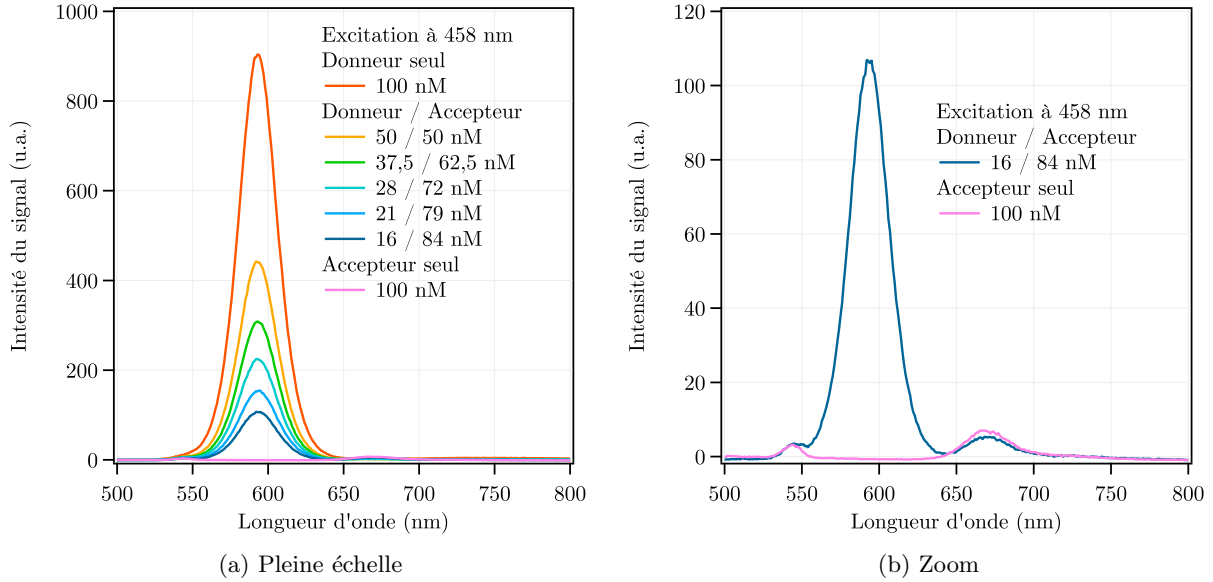 1000
800
600
400
200
0
Intensité du signal (u.a.)
Excitation à 458 nm
Donneur seul
100 nM
Donneur / Accepteur
50 / 50 nM
37,5 / 62,5 nM
28 / 72 nM
21 / 79 nM
16 / 84 nM
Accepteur seul
100 nM
500 550 600 650 700 750 800
Longueur d'onde (nm)
(a) Pleine échelle
120
100
80
60
40
20
0
Intensité du signal (u.a.)
Excitation à 458 nm
Donneur / Accepteur
16 / 84 nM
Accepteur seul
100 nM
500 550 600 650 700 750 800
Longueur d'onde (nm)
(b) Zoom